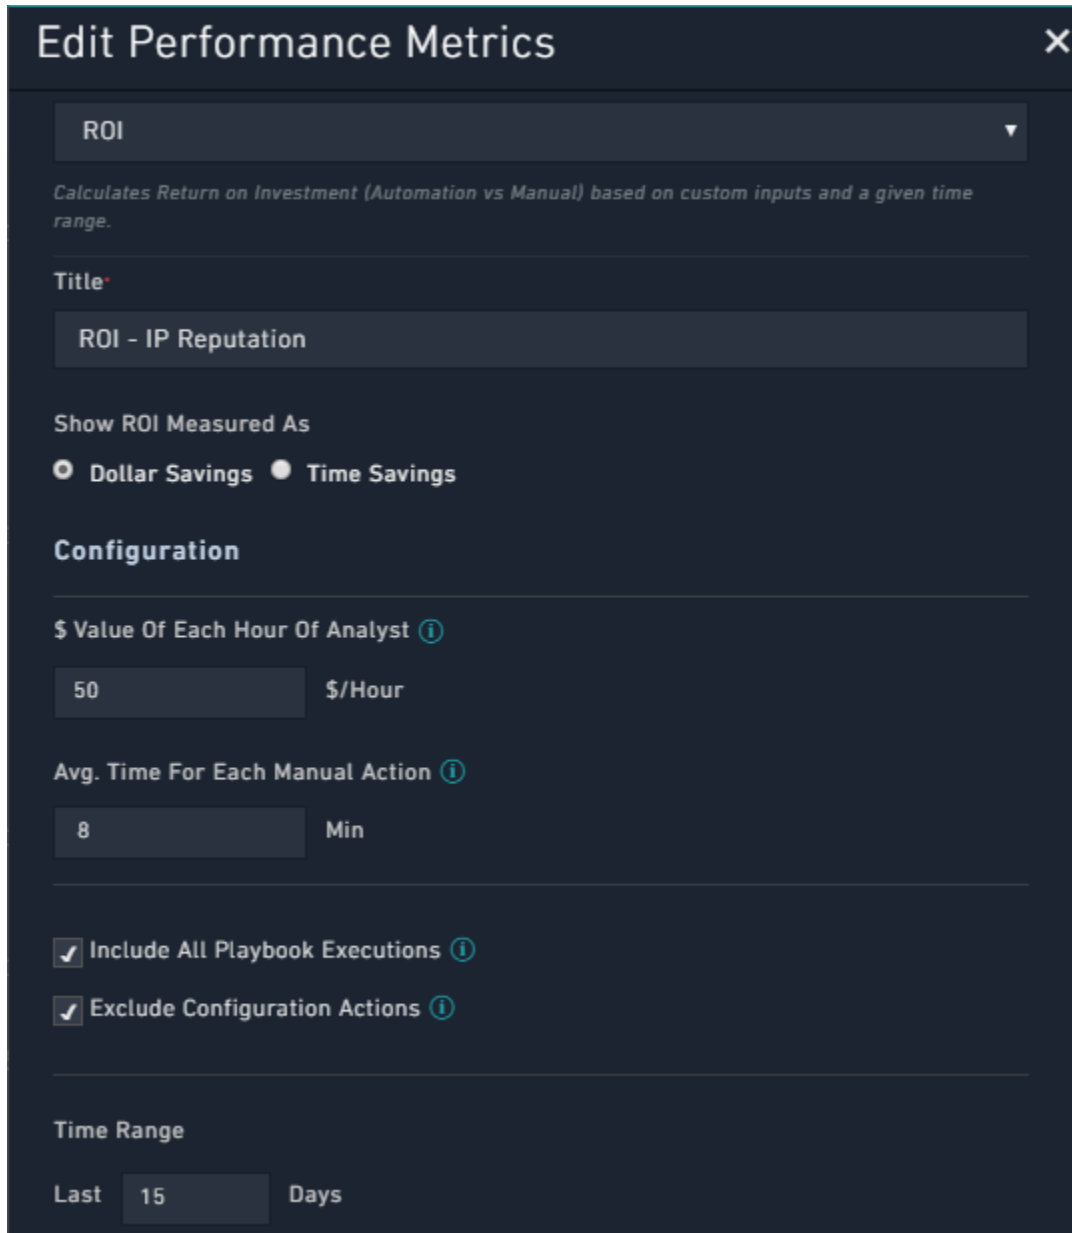 Edit Performance Metrics ×
ROI ▼
Calculates Return on Investment (Automation vs Manual) based on custom inputs and a given time
range.
Title*
ROI - IP Reputation
Show ROI Measured As
Dollar Savings Time Savings
Configuration
$ Value Of Each Hour Of Analyst ⓘ
50 $/Hour
Avg. Time For Each Manual Action ⓘ
8 Min
Include All Playbook Executions ⓘ
Exclude Configuration Actions ⓘ
Time Range
Last 15 Days